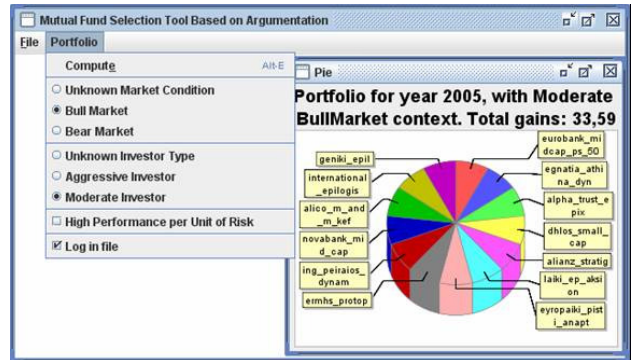 Mutual Fund Selection Tool Based on Argumentation
File Portfolio
Compute Alt-E
Unknown Market Condition
Bull Market
Bear Market
Unknown Investor Type
Aggressive Investor
Moderate Investor
High Performance per Unit of Risk
Log in file
Pie
Portfolio for year 2005, with Moderate
BullMarket context. Total gains: 33,59
geniki_epil
international
_epilogis
alico_m_and
_m_kef
novabank_mi
d_cap
ing_peiraios_
dynam
ermhs_protop
eurobank_mi
dcap_ps_50
egnatia_athi
na_dyn
alpha_trust_e
pix
dhlos_small_
cap
alianz_stratig
laiki_ep_aksi
on
eyropaiki_pist
i_anapt